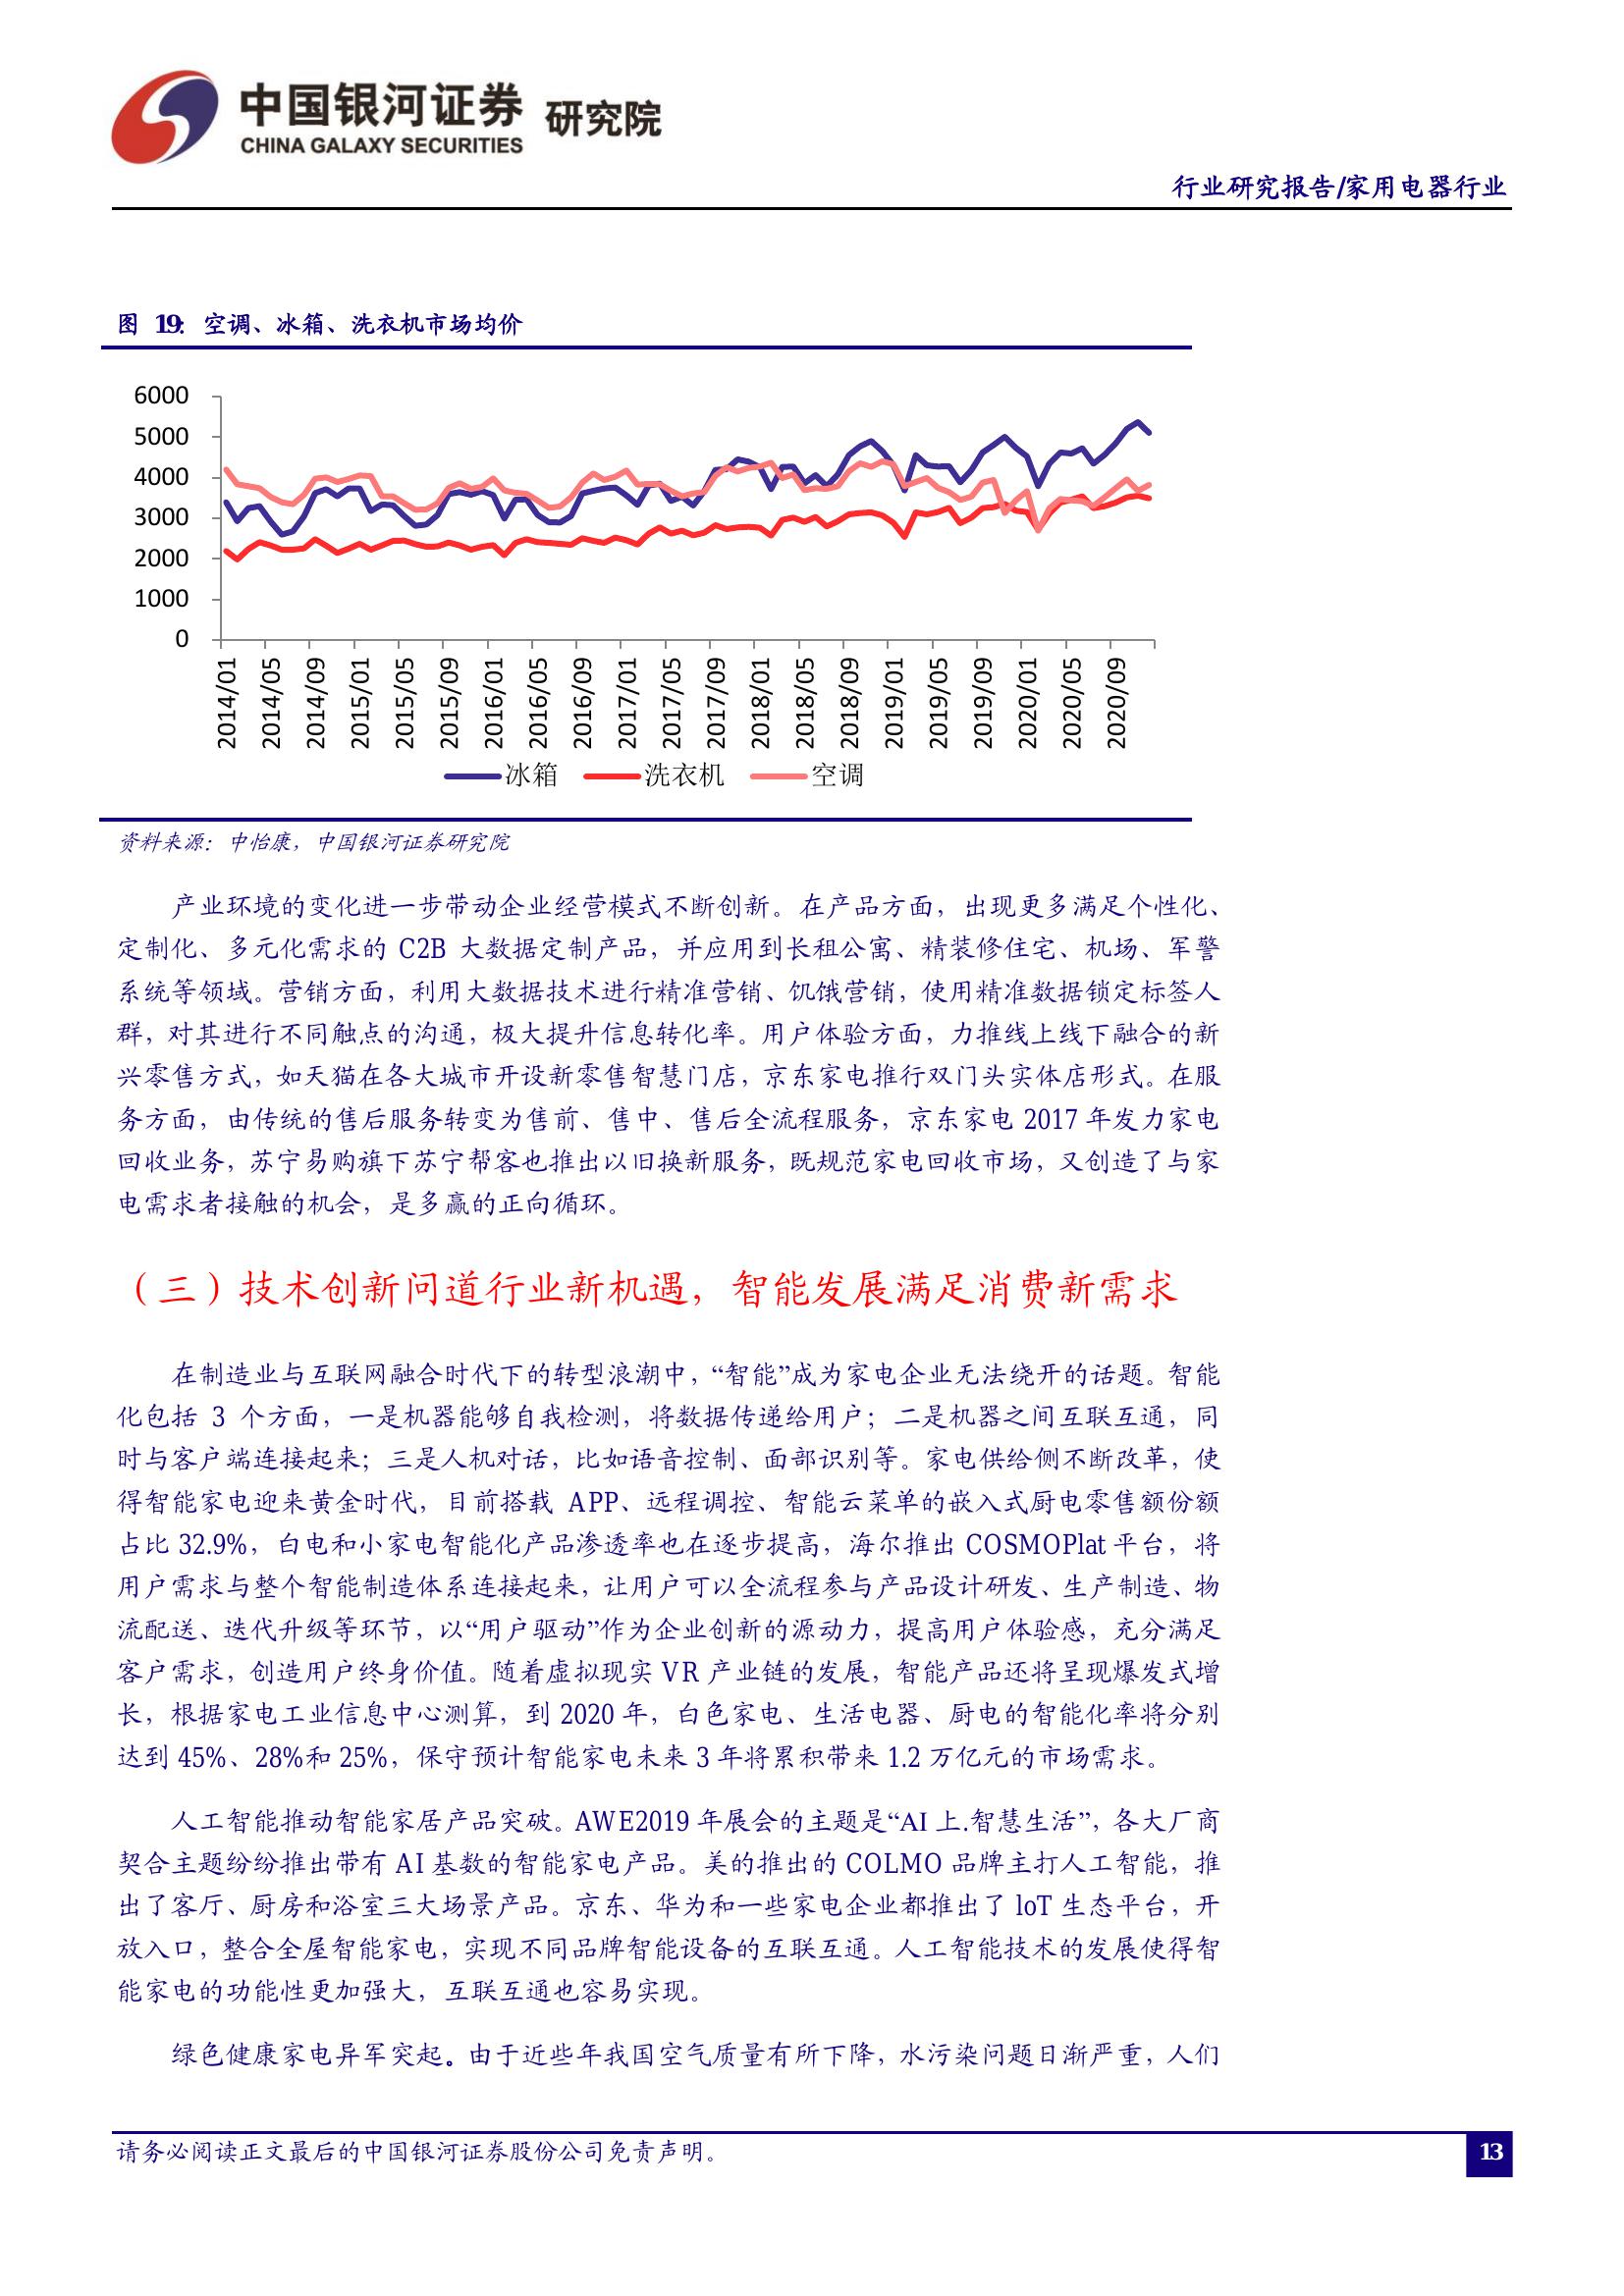 中国银河证券 研究院
CHINA GALAXY SECURITIES
行业研究报告/家用电器行业
图 19: 空调、冰箱、洗衣机市场均价
6000
5000
4000
3000
2000
1000
0
2014/01 2014/05 2014/09 2015/01 2015/05 2015/09 2016/01 2016/05 2016/09 2017/01 2017/05 2017/09 2018/01 2018/05 2018/09 2019/01 2019/05 2019/09 2020/01 2020/05 2020/09
冰箱 洗衣机 空调
资料来源：中怡康，中国银河证券研究院
产业环境的变化进一步带动企业经营模式不断创新。在产品方面，出现更多满足个性化、
定制化、多元化需求的 C2B 大数据定制产品，并应用到长租公寓、精装修住宅、机场、军警
系统等领域。营销方面，利用大数据技术进行精准营销、饥饿营销，使用精准数据锁定标签人
群，对其进行不同触点的沟通，极大提升信息转化率。用户体验方面，力推线上线下融合的新
兴零售方式，如天猫在各大城市开设新零售智慧门店，京东家电推行双门头实体店形式。在服
务方面，由传统的售后服务转变为售前、售中、售后全流程服务，京东家电 2017 年发力家电
回收业务，苏宁易购旗下苏宁帮客也推出以旧换新服务，既规范家电回收市场，又创造了与家
电需求者接触的机会，是多赢的正向循环。
（三）技术创新问道行业新机遇，智能发展满足消费新需求
在制造业与互联网融合时代下的转型浪潮中，“智能”成为家电企业无法绕开的话题。智能
化包括 3 个方面，一是机器能够自我检测，将数据传递给用户；二是机器之间互联互通，同
时与客户端连接起来；三是人机对话，比如语音控制、面部识别等。家电供给侧不断改革，使
得智能家电迎来黄金时代，目前搭载 APP、远程调控、智能云菜单的嵌入式厨电零售额份额
占比 32.9%，白电和小家电智能化产品渗透率也在逐步提高，海尔推出 COSMOPlat 平台，将
用户需求与整个智能制造体系连接起来，让用户可以全流程参与产品设计研发、生产制造、物
流配送、迭代升级等环节，以“用户驱动”作为企业创新的源动力，提高用户体验感，充分满足
客户需求，创造用户终身价值。随着虚拟现实 VR 产业链的发展，智能产品还将呈现爆发式增
长，根据家电工业信息中心测算，到 2020 年，白色家电、生活电器、厨电的智能化率将分别
达到 45%、28%和 25%，保守预计智能家电未来 3 年将累积带来 1.2 万亿元的市场需求。
人工智能推动智能家居产品突破。AWE2019 年展会的主题是“AI 上.智慧生活”，各大厂商
契合主题纷纷推出带有 AI 基数的智能家电产品。美的推出的 COLMO 品牌主打人工智能，推
出了客厅、厨房和浴室三大场景产品。京东、华为和一些家电企业都推出了 loT 生态平台，开
放入口，整合全屋智能家电，实现不同品牌智能设备的互联互通。人工智能技术的发展使得智
能家电的功能性更加强大，互联互通也容易实现。
绿色健康家电异军突起。由于近些年我国空气质量有所下降，水污染问题日渐严重，人们
请务必阅读正文最后的中国银河证券股份公司免责声明。
13